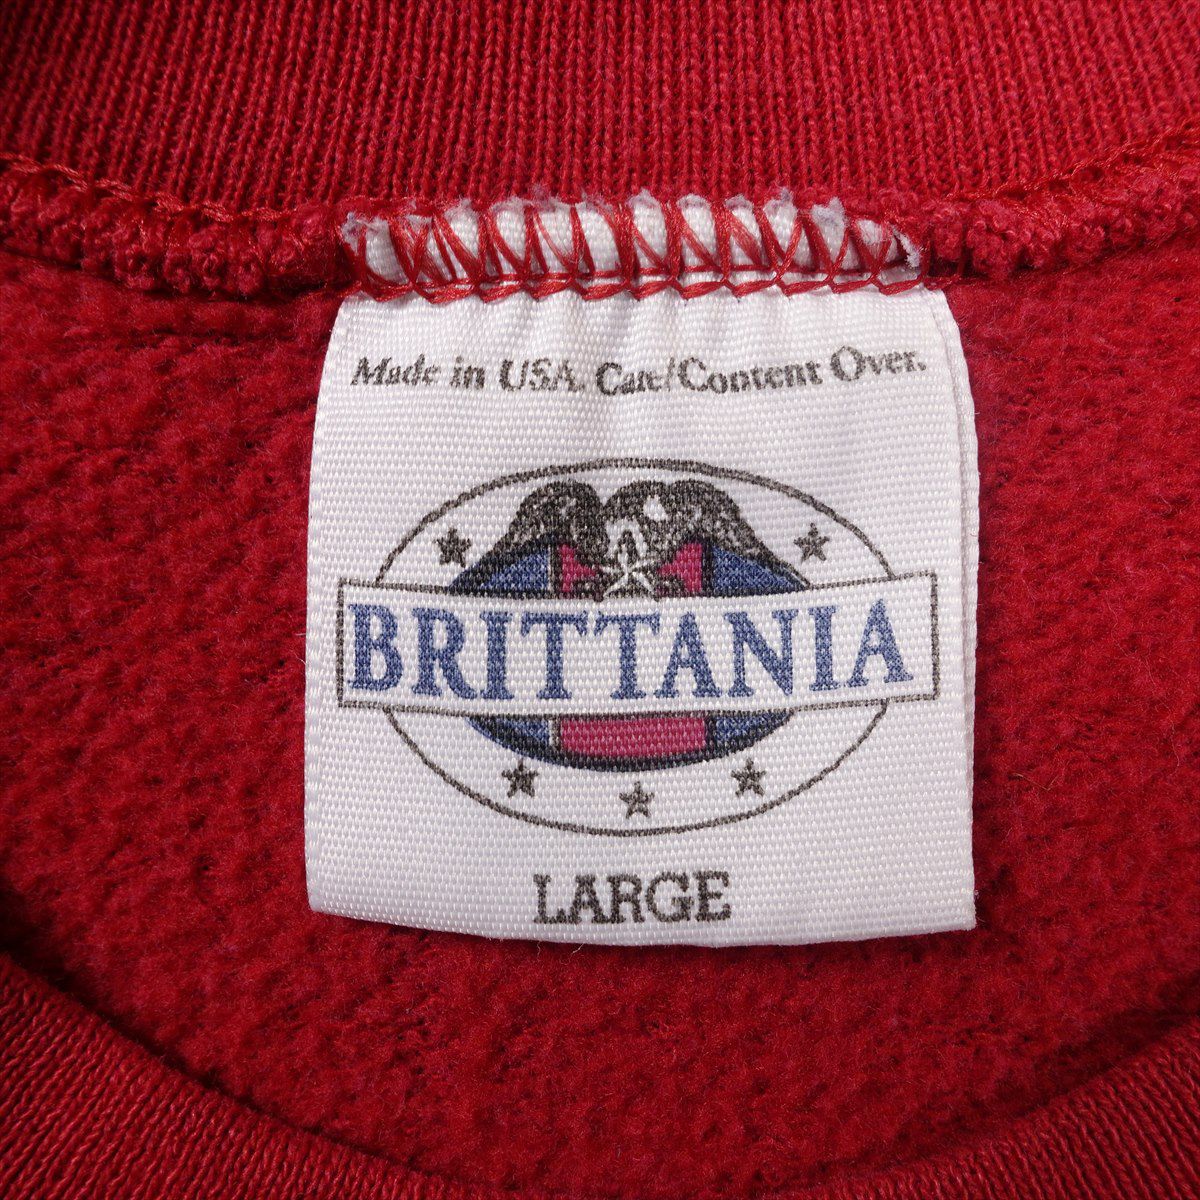 Made in USA. Care/Content Over.
BRITTANIA
LARGE